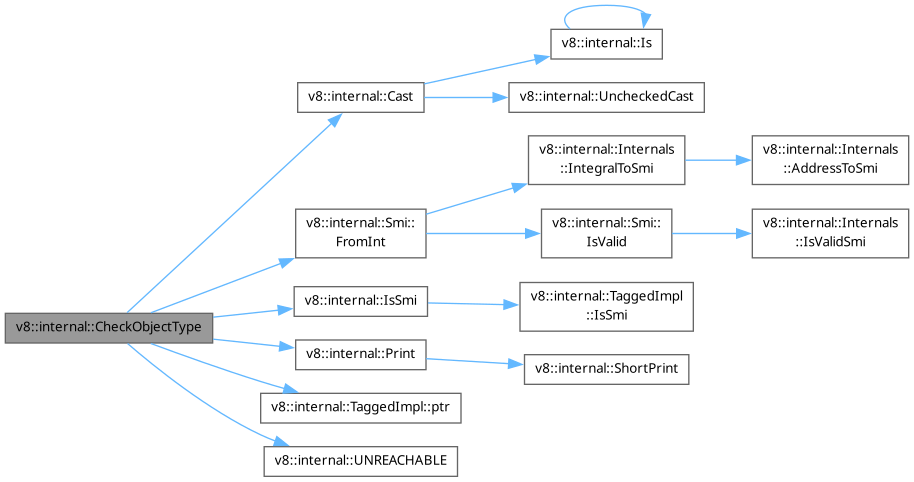 v8::internal::Is
v8::internal::Cast
v8::internal::UncheckedCast
v8::internal::Internals
::IntegralToSmi
v8::internal::Internals
::AddressToSmi
v8::internal::Smi::
FromInt
v8::internal::Smi::
IsValid
v8::internal::Internals
::IsValidSmi
v8::internal::IsSmi
v8::internal::TaggedImpl
::IsSmi
v8::internal::CheckObjectType
v8::internal::Print
v8::internal::ShortPrint
v8::internal::TaggedImpl::ptr
v8::internal::UNREACHABLE